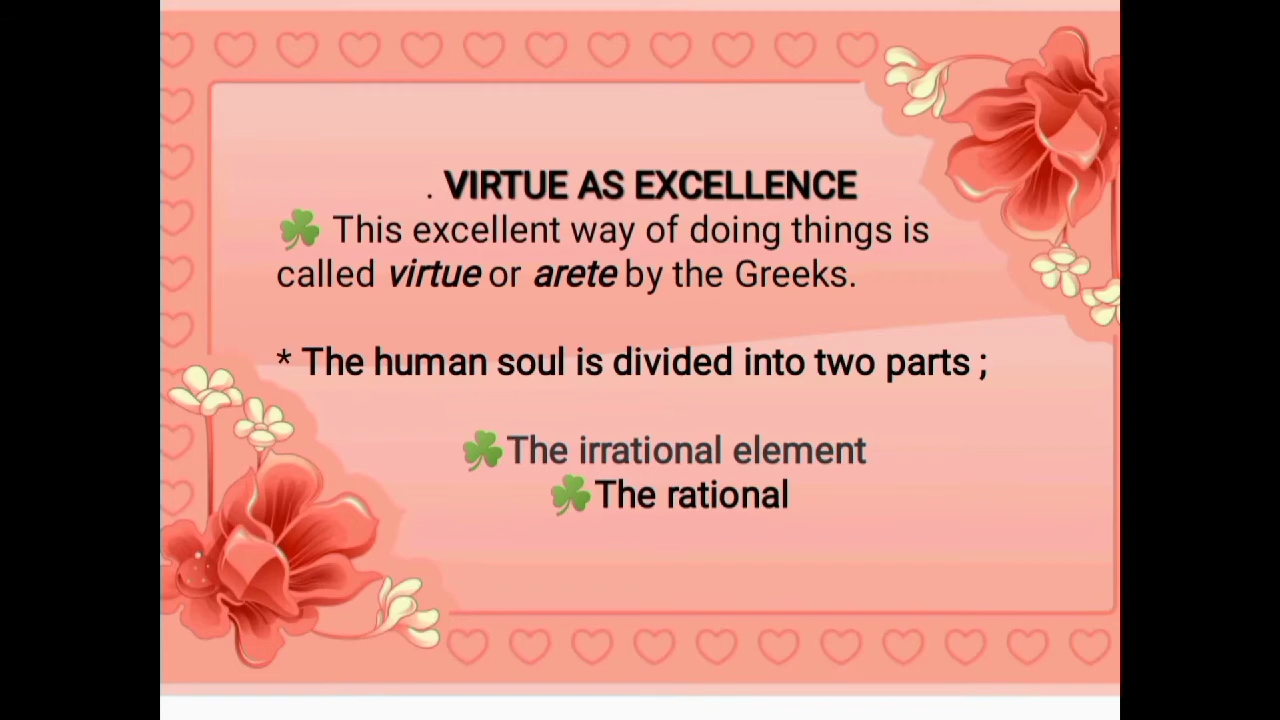 . VIRTUE AS EXCELLENCE
☘️ This excellent way of doing things is
called virtue or arete by the Greeks.
* The human soul is divided into two parts ;
☘️The irrational element
☘️The rational